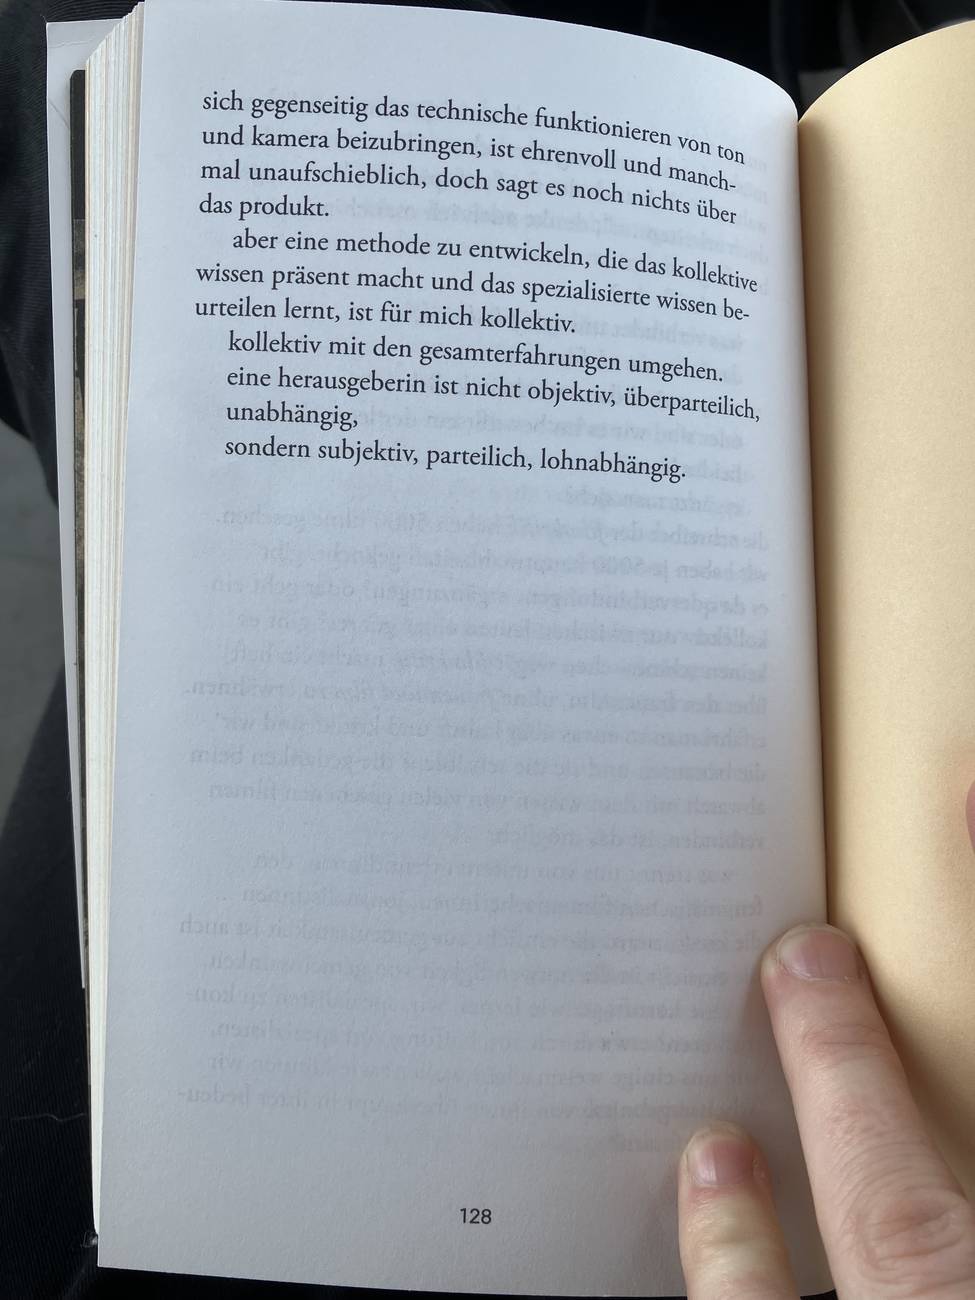 sich gegenseitig das technische funktionieren von ton
und kamera beizubringen, ist ehrenvoll und manch-
mal unaufschieblich, doch sagt es noch nichts über
das produkt.
aber eine methode zu entwickeln, die das kollektive
wissen präsent macht und das spezialisierte wissen be-
urteilen lernt, ist für mich kollektiv.
kollektiv mit den gesamterfahrungen umgehen.
eine herausgeberin ist nicht objektiv, überparteilich,
unabhängig,
sondern subjektiv, parteilich, lohnabhängig.
128